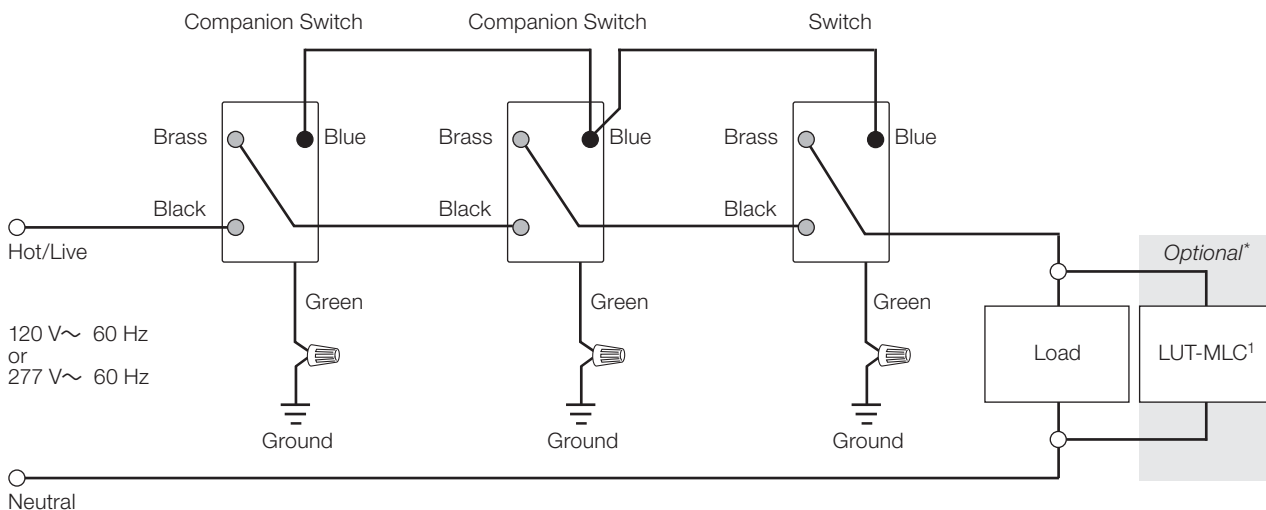 Companion Switch
Companion Switch
Switch
Brass
Blue
Brass
Blue
Brass
Blue
Black
Black
Black
Hot/Live
Optional*
Green
Green
Green
120 V～ 60 Hz
or
277 V～ 60 Hz
Load
LUT-MLC¹
Ground
Ground
Ground
Neutral